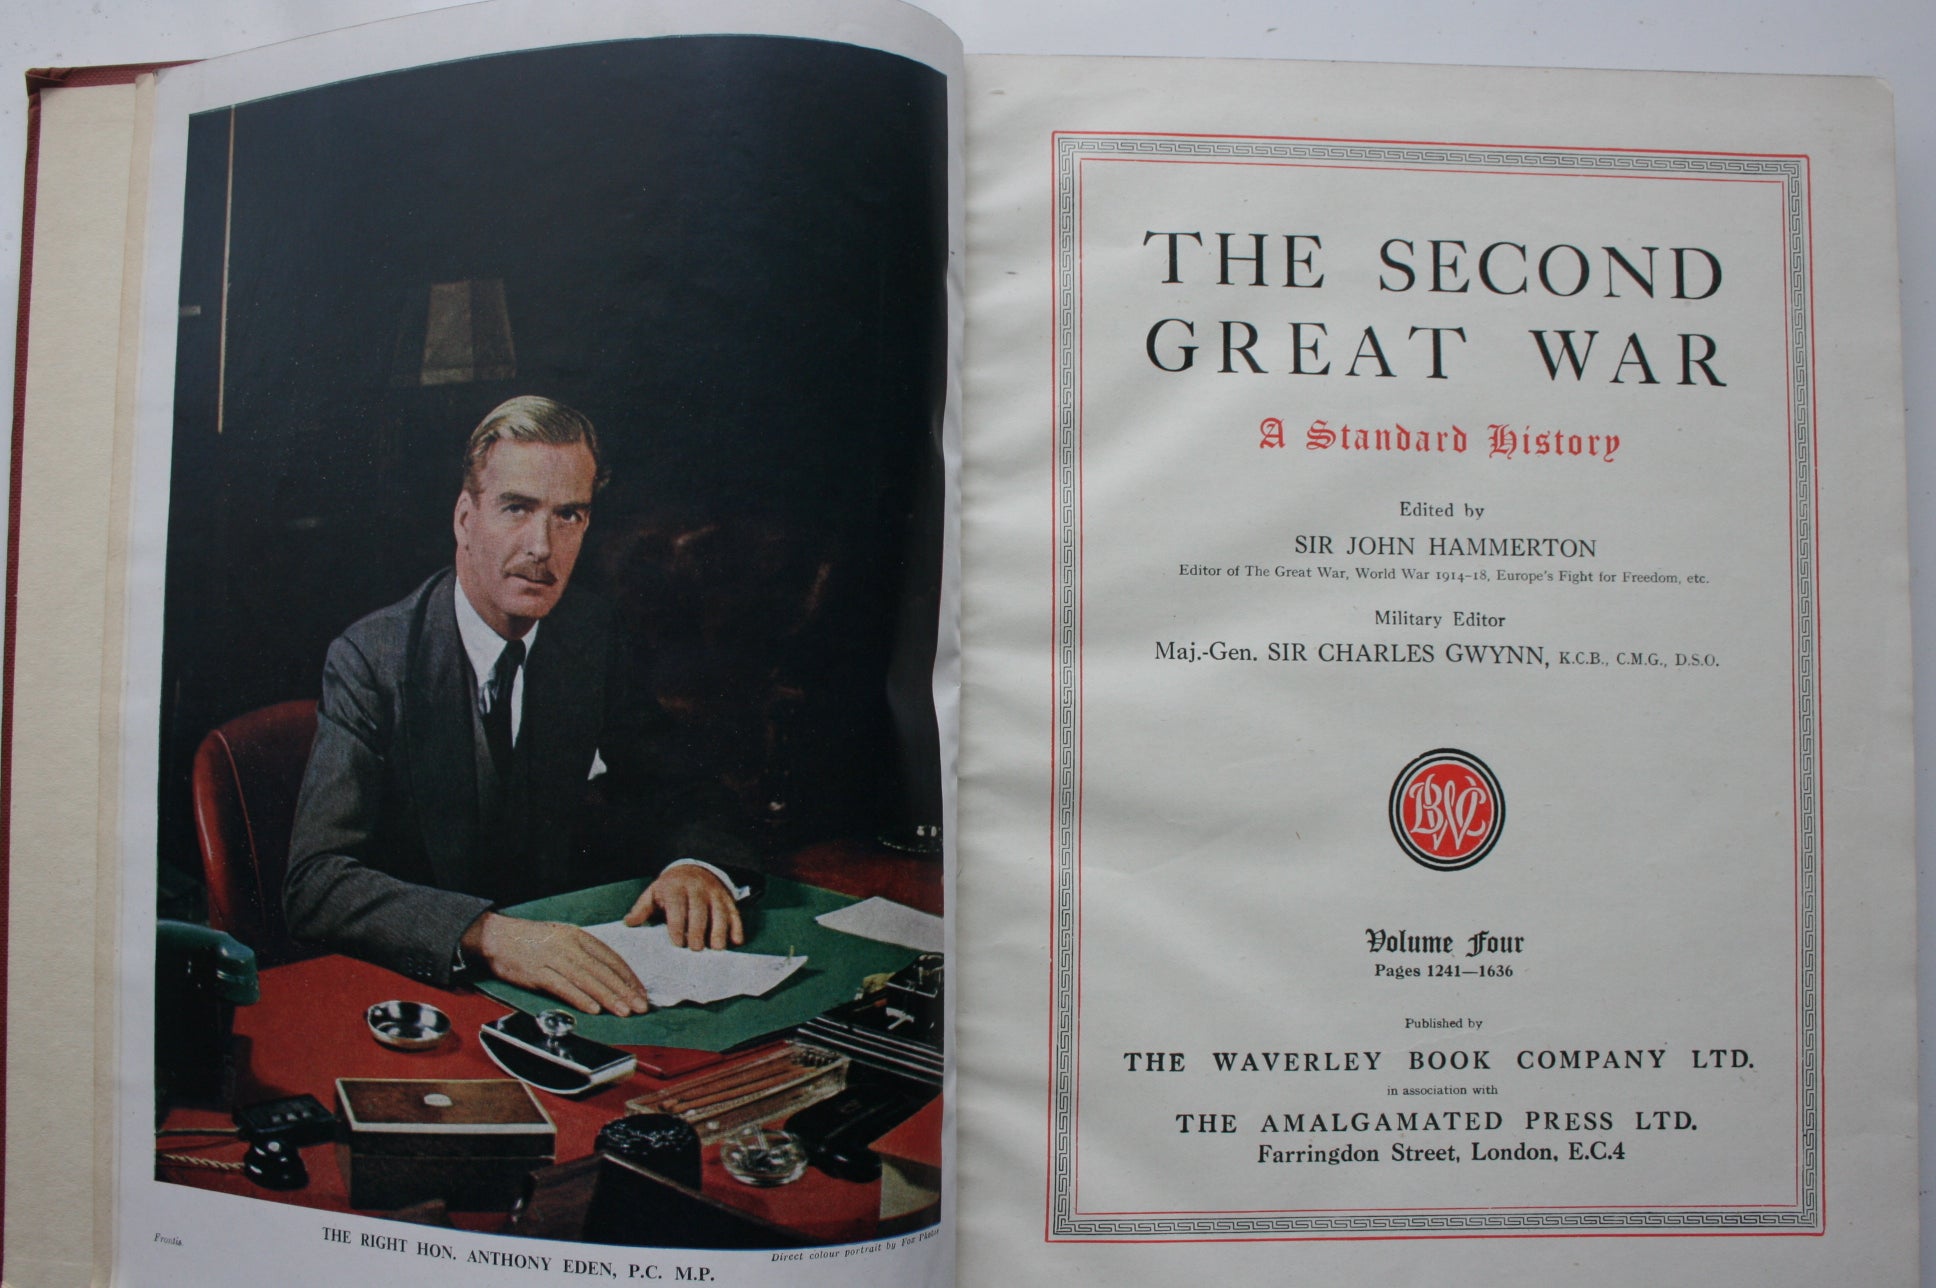 Frontis.
THE RIGHT HON. ANTHONY EDEN, P.C. M.P.
Direct colour portrait by Vox Photos
THE SECOND
GREAT WAR
A Standard History
Edited by
SIR JOHN HAMMERTON
Editor of The Great War, World War 1914–18, Europe's Fight for Freedom, etc.
Military Editor
Maj.-Gen. SIR CHARLES GWYNN, K.C.B., C.M.G., D.S.O.
BWC
Volume Four
Pages 1241—1636
Published by
THE WAVERLEY BOOK COMPANY LTD.
in association with
THE AMALGAMATED PRESS LTD.
Farringdon Street, London, E.C.4